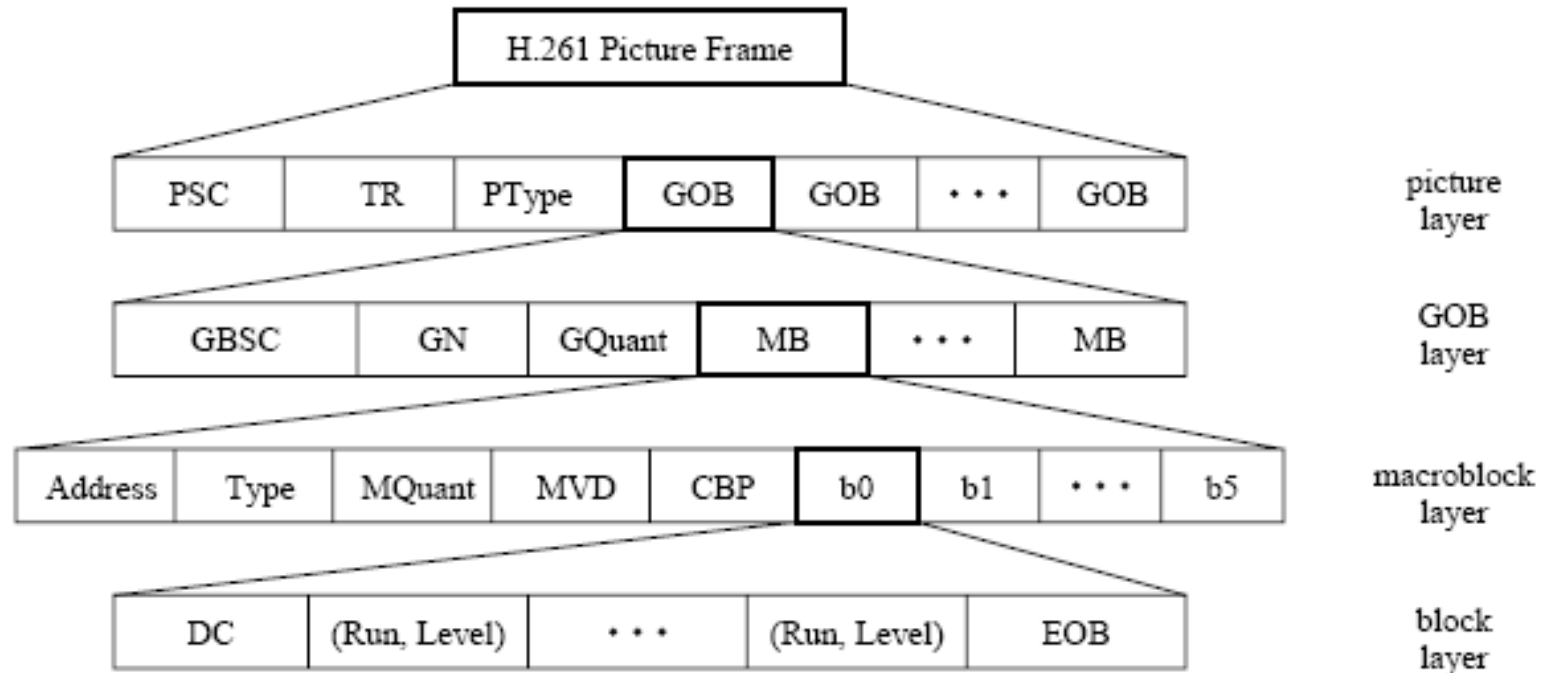 H.261 Picture Frame
PSC TR PType GOB GOB • • • GOB
picture
layer
GBSC GN GQuant MB • • • MB
GOB
layer
Address Type MQuant MVD CBP b0 b1 • • • b5
macroblock
layer
DC (Run, Level) • • • (Run, Level) EOB
block
layer